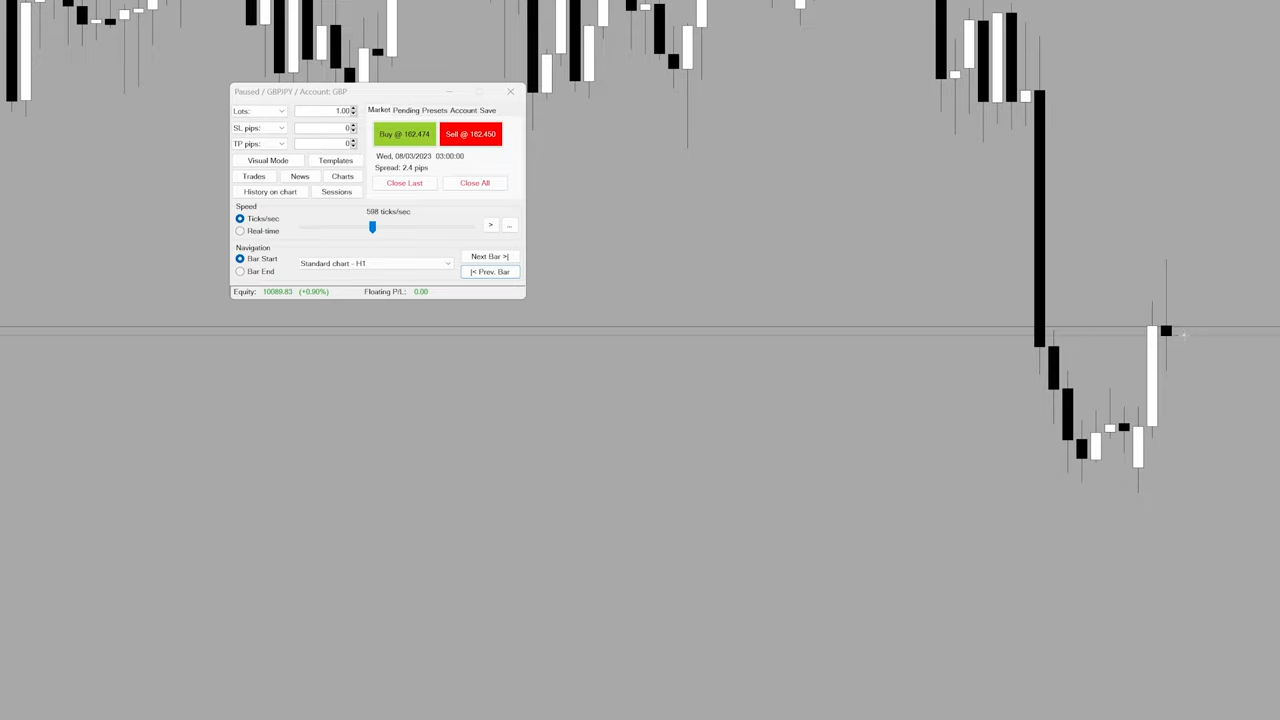 Paused / GBPJPY / Account: GBP
Lots: 1.00
SL pips: 0
TP pips: 0
Visual Mode Templates
Trades News Charts
History on chart Sessions
Market Pending Presets Account Save
Buy @ 162.474 Sell @ 162.450
Wed, 08/03/2023 03:00:00
Spread: 2.4 pips
Close Last Close All
Speed
598 ticks/sec
Ticks/sec
Real-time
> ...
Navigation
Bar Start
Bar End
Standard chart - H1
Next Bar >|
|< Prev. Bar
Equity: 10089.83 (+0.90%) Floating P/L: 0.00